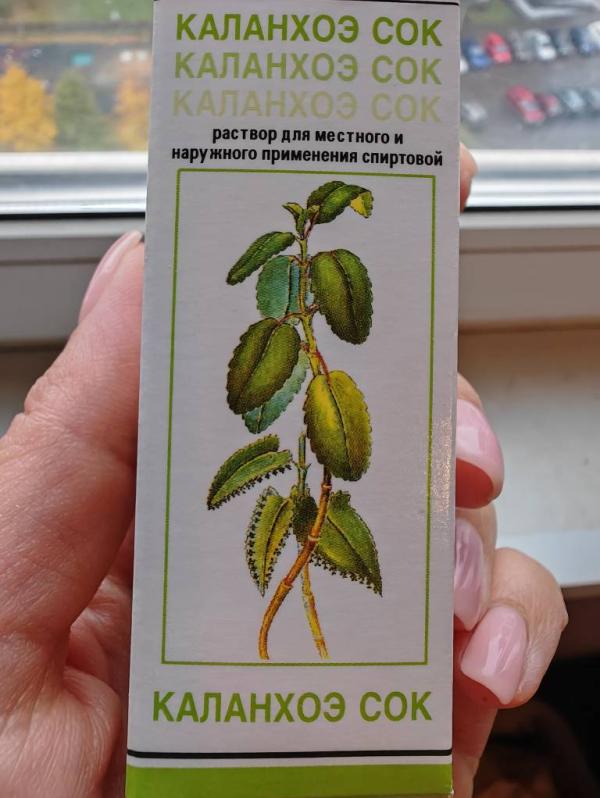 КАЛАНХОЭ СОК
КАЛАНХОЭ СОК
КАЛАНХОЭ СОК
раствор для местного и
наружного применения спиртовой
КАЛАНХОЭ СОК